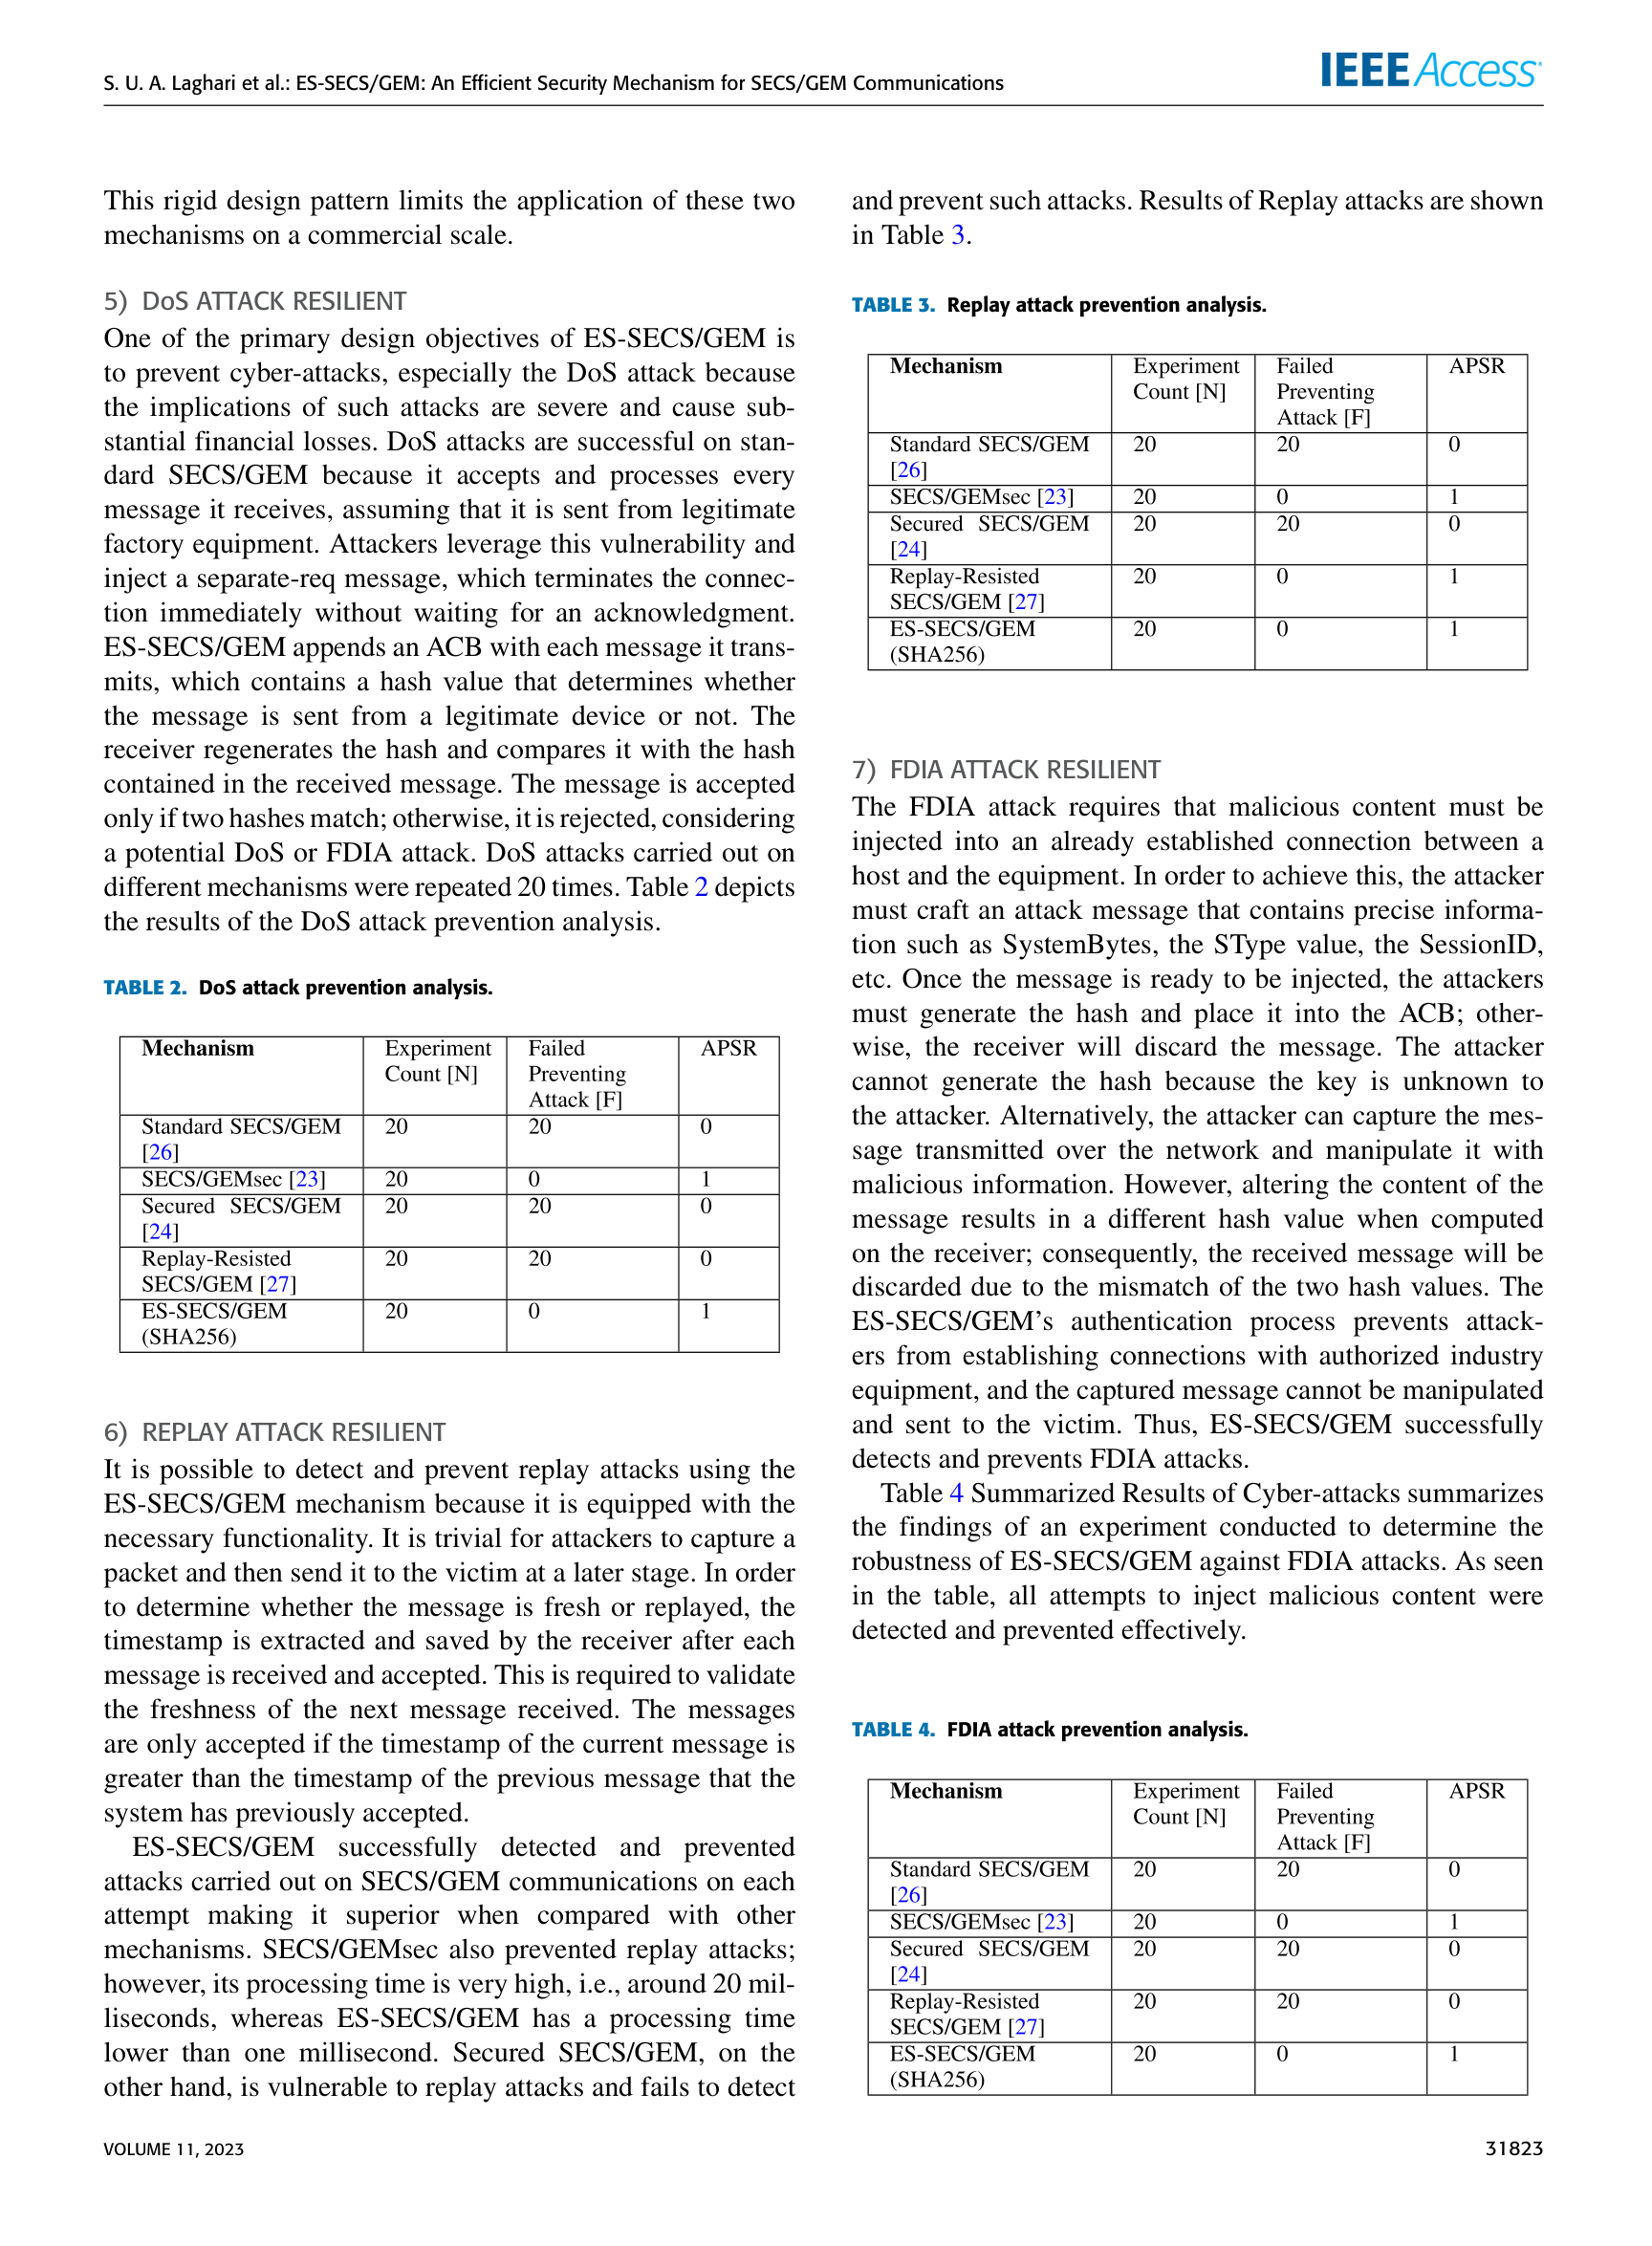 S. U. A. Laghari et al.: ES-SECS/GEM: An Efficient Security Mechanism for SECS/GEM Communications
IEEE Access
This rigid design pattern limits the application of these two
mechanisms on a commercial scale.
5) DoS ATTACK RESILIENT
One of the primary design objectives of ES-SECS/GEM is
to prevent cyber-attacks, especially the DoS attack because
the implications of such attacks are severe and cause sub-
stantial financial losses. DoS attacks are successful on stan-
dard SECS/GEM because it accepts and processes every
message it receives, assuming that it is sent from legitimate
factory equipment. Attackers leverage this vulnerability and
inject a separate-req message, which terminates the connec-
tion immediately without waiting for an acknowledgment.
ES-SECS/GEM appends an ACB with each message it trans-
mits, which contains a hash value that determines whether
the message is sent from a legitimate device or not. The
receiver regenerates the hash and compares it with the hash
contained in the received message. The message is accepted
only if two hashes match; otherwise, it is rejected, considering
a potential DoS or FDIA attack. DoS attacks carried out on
different mechanisms were repeated 20 times. Table 2 depicts
the results of the DoS attack prevention analysis.
TABLE 2. DoS attack prevention analysis.
Mechanism Experiment Failed APSR
Count [N] Preventing
Attack [F]
Standard SECS/GEM 20 20 0
[26]
SECS/GEMsec [23] 20 0 1
Secured SECS/GEM 20 20 0
[24]
Replay-Resisted 20 20 0
SECS/GEM [27]
ES-SECS/GEM 20 0 1
(SHA256)
6) REPLAY ATTACK RESILIENT
It is possible to detect and prevent replay attacks using the
ES-SECS/GEM mechanism because it is equipped with the
necessary functionality. It is trivial for attackers to capture a
packet and then send it to the victim at a later stage. In order
to determine whether the message is fresh or replayed, the
timestamp is extracted and saved by the receiver after each
message is received and accepted. This is required to validate
the freshness of the next message received. The messages
are only accepted if the timestamp of the current message is
greater than the timestamp of the previous message that the
system has previously accepted.
ES-SECS/GEM successfully detected and prevented
attacks carried out on SECS/GEM communications on each
attempt making it superior when compared with other
mechanisms. SECS/GEMsec also prevented replay attacks;
however, its processing time is very high, i.e., around 20 mil-
liseconds, whereas ES-SECS/GEM has a processing time
lower than one millisecond. Secured SECS/GEM, on the
other hand, is vulnerable to replay attacks and fails to detect
and prevent such attacks. Results of Replay attacks are shown
in Table 3.
TABLE 3. Replay attack prevention analysis.
Mechanism Experiment Failed APSR
Count [N] Preventing
Attack [F]
Standard SECS/GEM 20 20 0
[26]
SECS/GEMsec [23] 20 0 1
Secured SECS/GEM 20 20 0
[24]
Replay-Resisted 20 0 1
SECS/GEM [27]
ES-SECS/GEM 20 0 1
(SHA256)
7) FDIA ATTACK RESILIENT
The FDIA attack requires that malicious content must be
injected into an already established connection between a
host and the equipment. In order to achieve this, the attacker
must craft an attack message that contains precise informa-
tion such as SystemBytes, the SType value, the SessionID,
etc. Once the message is ready to be injected, the attackers
must generate the hash and place it into the ACB; other-
wise, the receiver will discard the message. The attacker
cannot generate the hash because the key is unknown to
the attacker. Alternatively, the attacker can capture the mes-
sage transmitted over the network and manipulate it with
malicious information. However, altering the content of the
message results in a different hash value when computed
on the receiver; consequently, the received message will be
discarded due to the mismatch of the two hash values. The
ES-SECS/GEM's authentication process prevents attack-
ers from establishing connections with authorized industry
equipment, and the captured message cannot be manipulated
and sent to the victim. Thus, ES-SECS/GEM successfully
detects and prevents FDIA attacks.
Table 4 Summarized Results of Cyber-attacks summarizes
the findings of an experiment conducted to determine the
robustness of ES-SECS/GEM against FDIA attacks. As seen
in the table, all attempts to inject malicious content were
detected and prevented effectively.
TABLE 4. FDIA attack prevention analysis.
Mechanism Experiment Failed APSR
Count [N] Preventing
Attack [F]
Standard SECS/GEM 20 20 0
[26]
SECS/GEMsec [23] 20 0 1
Secured SECS/GEM 20 20 0
[24]
Replay-Resisted 20 20 0
SECS/GEM [27]
ES-SECS/GEM 20 0 1
(SHA256)
VOLUME 11, 2023
31823